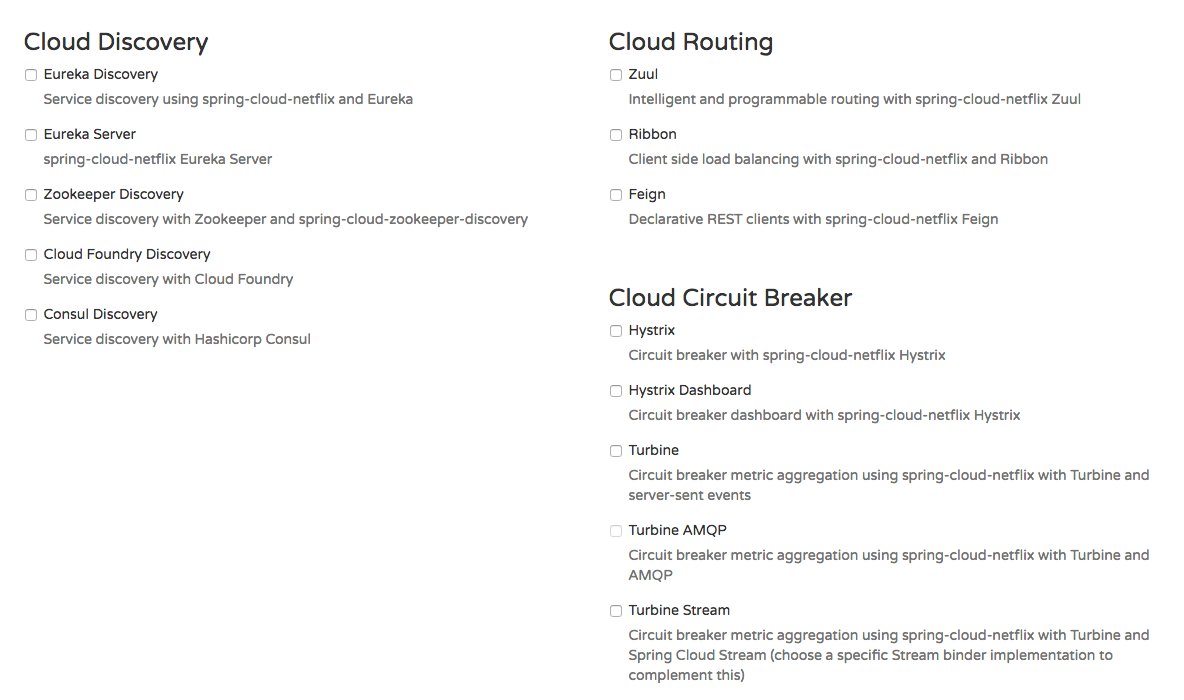 Cloud Discovery
Eureka Discovery
Service discovery using spring-cloud-netflix and Eureka
Eureka Server
spring-cloud-netflix Eureka Server
Zookeeper Discovery
Service discovery with Zookeeper and spring-cloud-zookeeper-discovery
Cloud Foundry Discovery
Service discovery with Cloud Foundry
Consul Discovery
Service discovery with Hashicorp Consul
Cloud Routing
Zuul
Intelligent and programmable routing with spring-cloud-netflix Zuul
Ribbon
Client side load balancing with spring-cloud-netflix and Ribbon
Feign
Declarative REST clients with spring-cloud-netflix Feign
Cloud Circuit Breaker
Hystrix
Circuit breaker with spring-cloud-netflix Hystrix
Hystrix Dashboard
Circuit breaker dashboard with spring-cloud-netflix Hystrix
Turbine
Circuit breaker metric aggregation using spring-cloud-netflix with Turbine and
server-sent events
Turbine AMQP
Circuit breaker metric aggregation using spring-cloud-netflix with Turbine and
AMQP
Turbine Stream
Circuit breaker metric aggregation using spring-cloud-netflix with Turbine and
Spring Cloud Stream (choose a specific Stream binder implementation to
complement this)